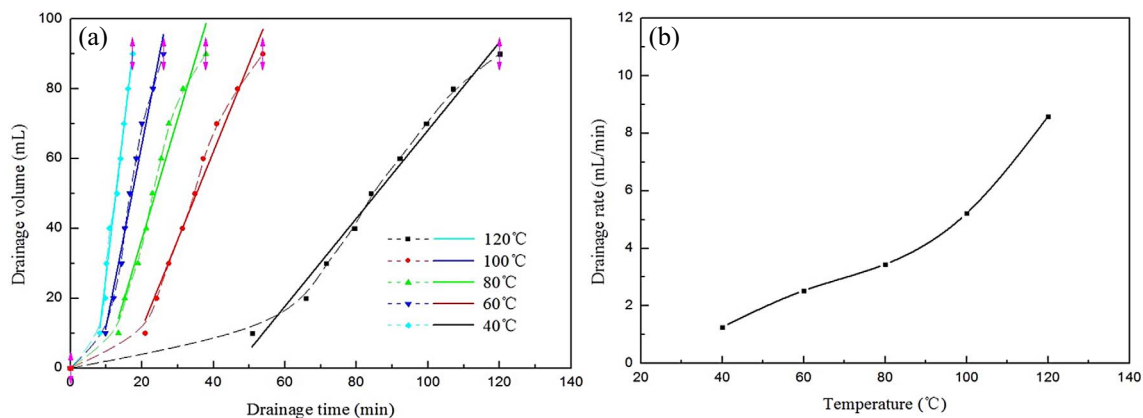 (a)
100
80
60
40
20
0
Drainage volume (mL)
120℃
100℃
80℃
60℃
40℃
0 20 40 60 80 100 120 140
Drainage time (min)
(b)
12
10
8
6
4
2
0
Drainage rate (mL/min)
20 40 60 80 100 120 140
Temperature (℃)